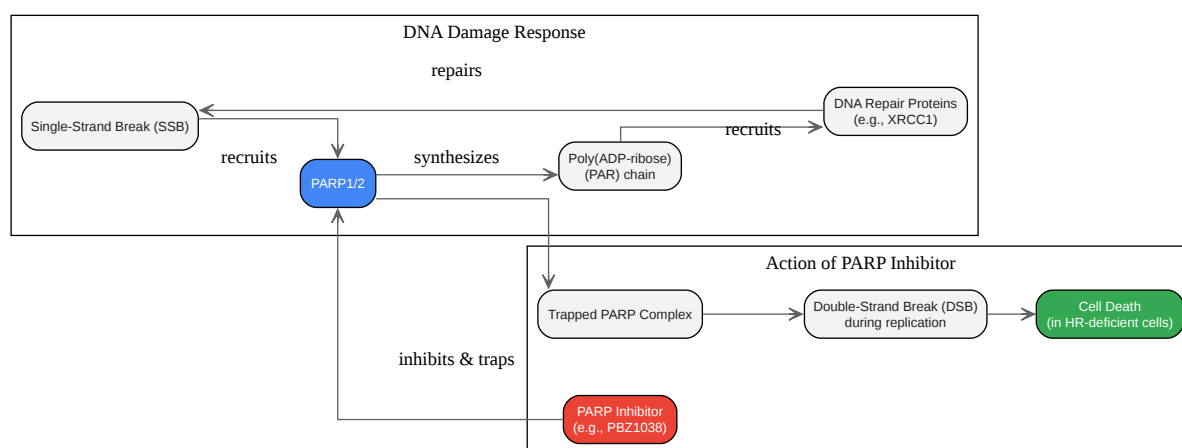 DNA Damage Response
repairs
Single-Strand Break (SSB)
DNA Repair Proteins
(e.g., XRCC1)
recruits
recruits
PARP1/2
synthesizes
Poly(ADP-ribose)
(PAR) chain
Action of PARP Inhibitor
Trapped PARP Complex
Double-Strand Break (DSB)
during replication
Cell Death
(in HR-deficient cells)
inhibits & traps
PARP Inhibitor
(e.g., PBZ1038)